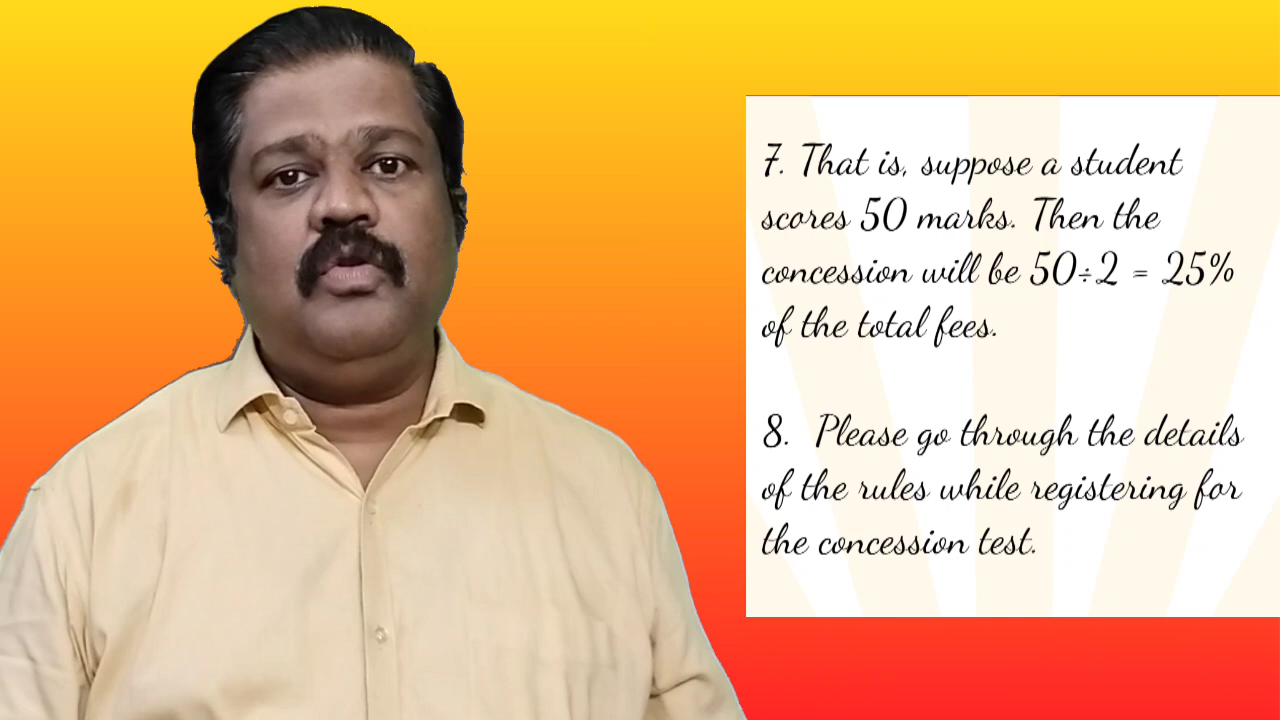 7. That is, suppose a student
scores 50 marks. Then the
concession will be 50÷2 = 25%
of the total fees.
8. Please go through the details
of the rules while registering for
the concession test.